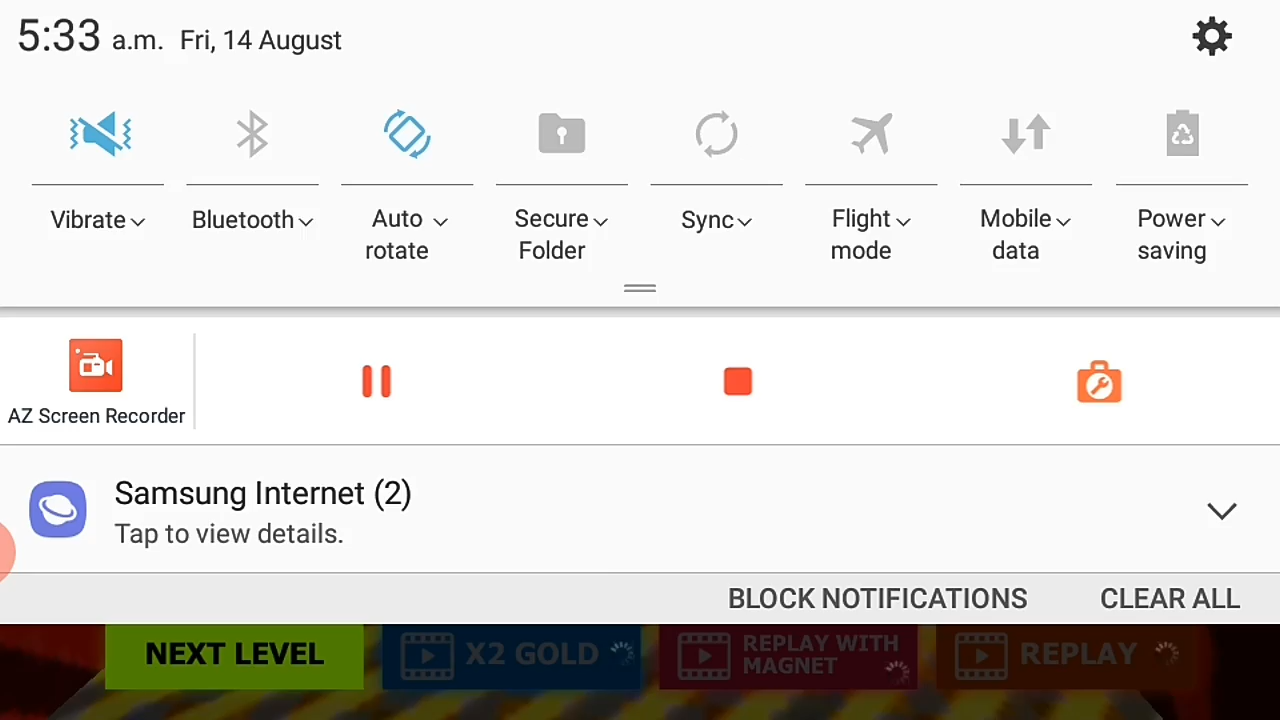 5:33 a.m. Fri, 14 August
Vibrate
Bluetooth
Auto
rotate
Secure
Folder
Sync
Flight
mode
Mobile
data
Power
saving
AZ Screen Recorder
Samsung Internet (2)
Tap to view details.
BLOCK NOTIFICATIONS CLEAR ALL
NEXT LEVEL
X2 GOLD
REPLAY WITH
MAGNET
REPLAY